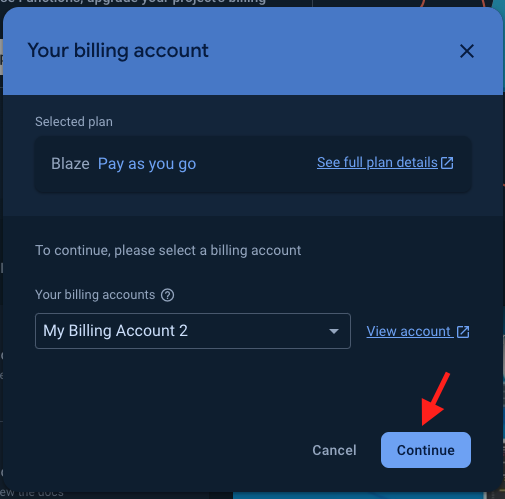 Functions, upgrade your project's billing
Your billing account
Selected plan
Blaze Pay as you go
See full plan details
To continue, please select a billing account
Your billing accounts
My Billing Account 2
View account
Cancel
Continue
ew the docs